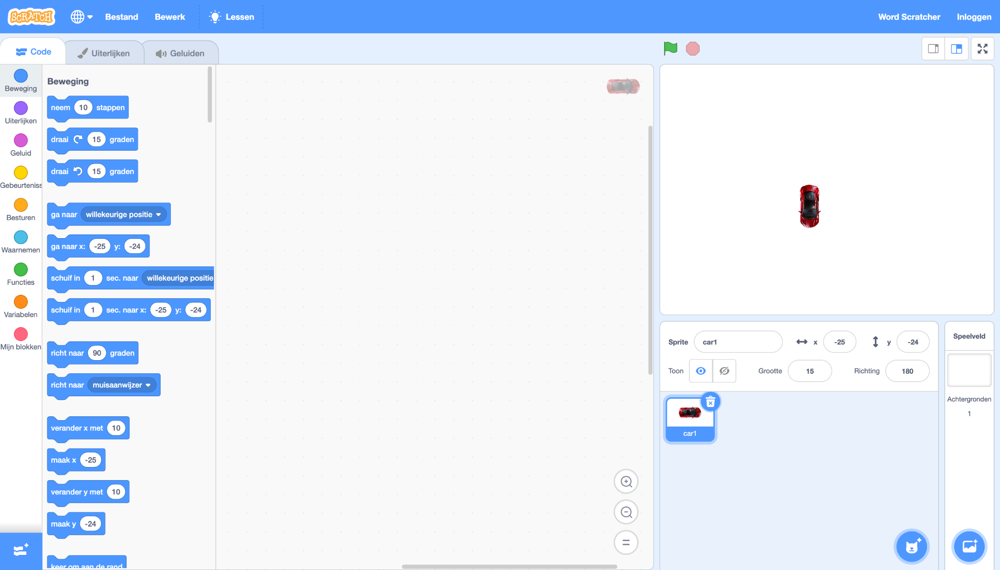 SCRATCH Bestand Bewerk Lessen Word Scratcher Inloggen
Code Uiterlijken Geluiden
Beweging
Uiterlijken
Geluid
Gebeurteniss
Besturen
Waarnemen
Functies
Variabelen
Mijn blokken
Beweging
neem 10 stappen
draai 15 graden
draai 15 graden
ga naar willekeurige positie
ga naar x: -25 y: -24
schuif in 1 sec. naar willekeurige positie
schuif in 1 sec. naar x: -25 y: -24
richt naar 90 graden
richt naar muisaanwijzer
verander x met 10
maak x -25
verander y met 10
maak y -24
keer om aan de rand
Sprite car1 x -25 y -24
Toon Grootte 15 Richting 180
car1
Speelveld
Achtergronden
1